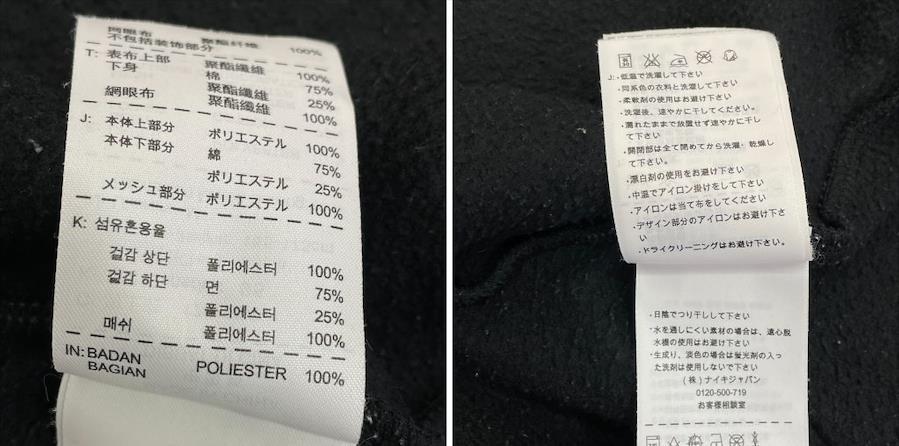 不包括装饰部分
聚酯纤维 100%
T: 表布上部 聚酯纖維 100%
下身 棉 75%
聚酯纖維 25%
網眼布 聚酯纖維 100%
J: 本体上部分 ポリエステル 100%
本体下部分 綿 75%
ポリエステル 25%
メッシュ部分 ポリエステル 100%
K: 섬유혼용율
겉감 상단 폴리에스터 100%
겉감 하단 면 75%
폴리에스터 25%
매쉬 폴리에스터 100%
IN: BADAN POLIESTER 100%
BAGIAN
J:・低温で洗濯して下さい
・同系色の衣料と洗濯して下さい
・柔軟剤の使用はお避け下さい
・洗濯後、速やかに干してください。
・濡れたままで放置せず速やかに干し
て下さい
・開閉部は全て閉めてから洗濯・乾燥し
て下さい。
・漂白剤の使用をお避け下さい
・中温でアイロン掛けをして下さい
・アイロンは当て布をしてください
・デザイン部分のアイロンはお避け下さ
い
・ドライクリーニングはお避け下さい。
・日陰でつり干しして下さい
・水を通しにくい素材の場合は、遠心脱
水機の使用はお避け下さい
・生成り、淡色の場合は蛍光剤の入っ
た洗剤は使用しないで下さい
(株)ナイキジャパン
0120-500-719
お客様相談室